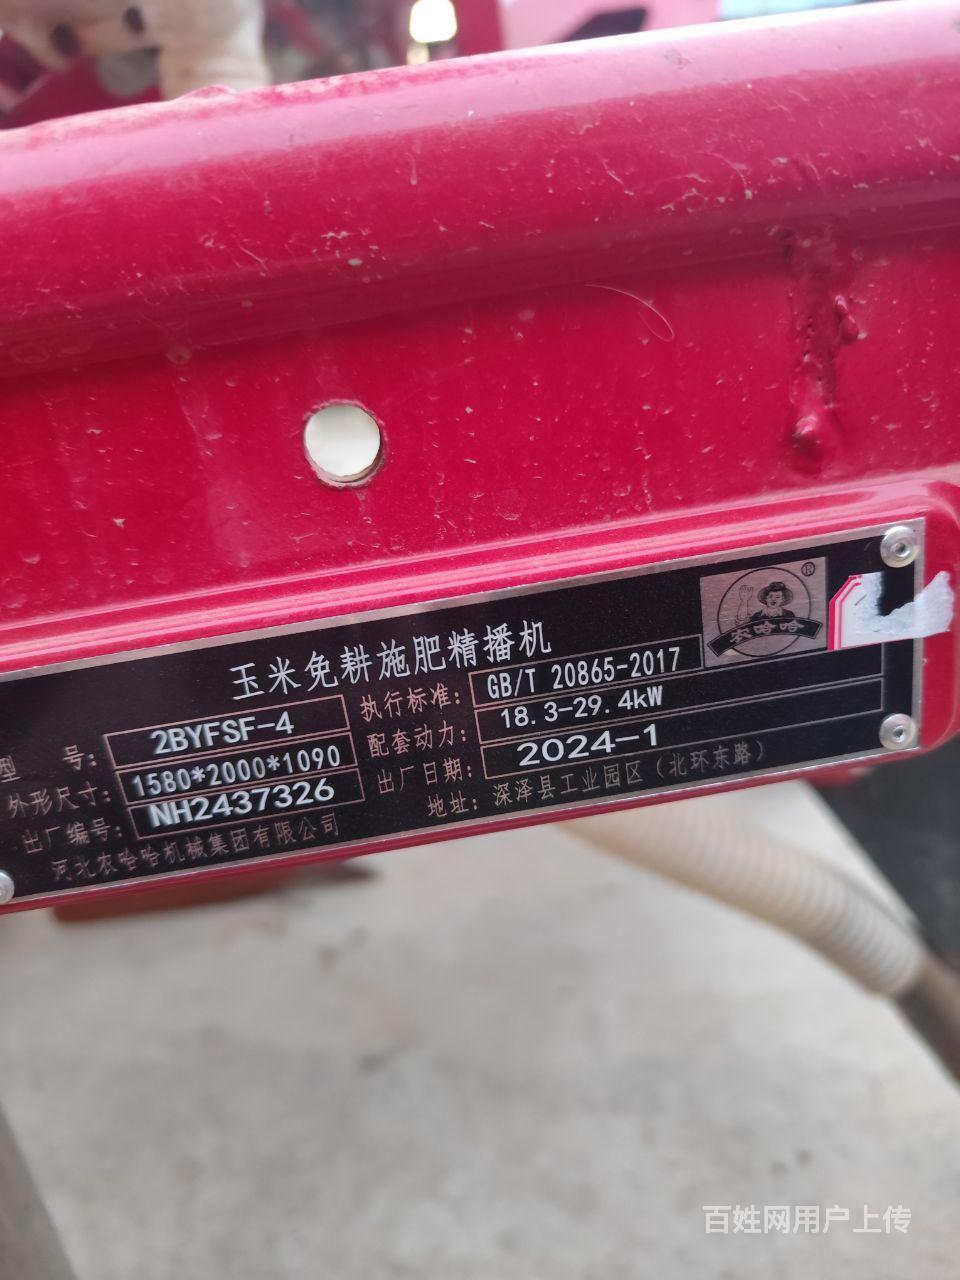 农哈哈®
玉米免耕施肥精播机
型 号: 2BYFSF-4 执行标准: GB/T 20865-2017
外形尺寸: 1580*2000*1090 配套动力: 18.3-29.4kW
出厂编号: NH2437326 出厂日期: 2024-1
河北农哈哈机械集团有限公司 地址: 深泽县工业园区(北环东路)
百姓网用户上传